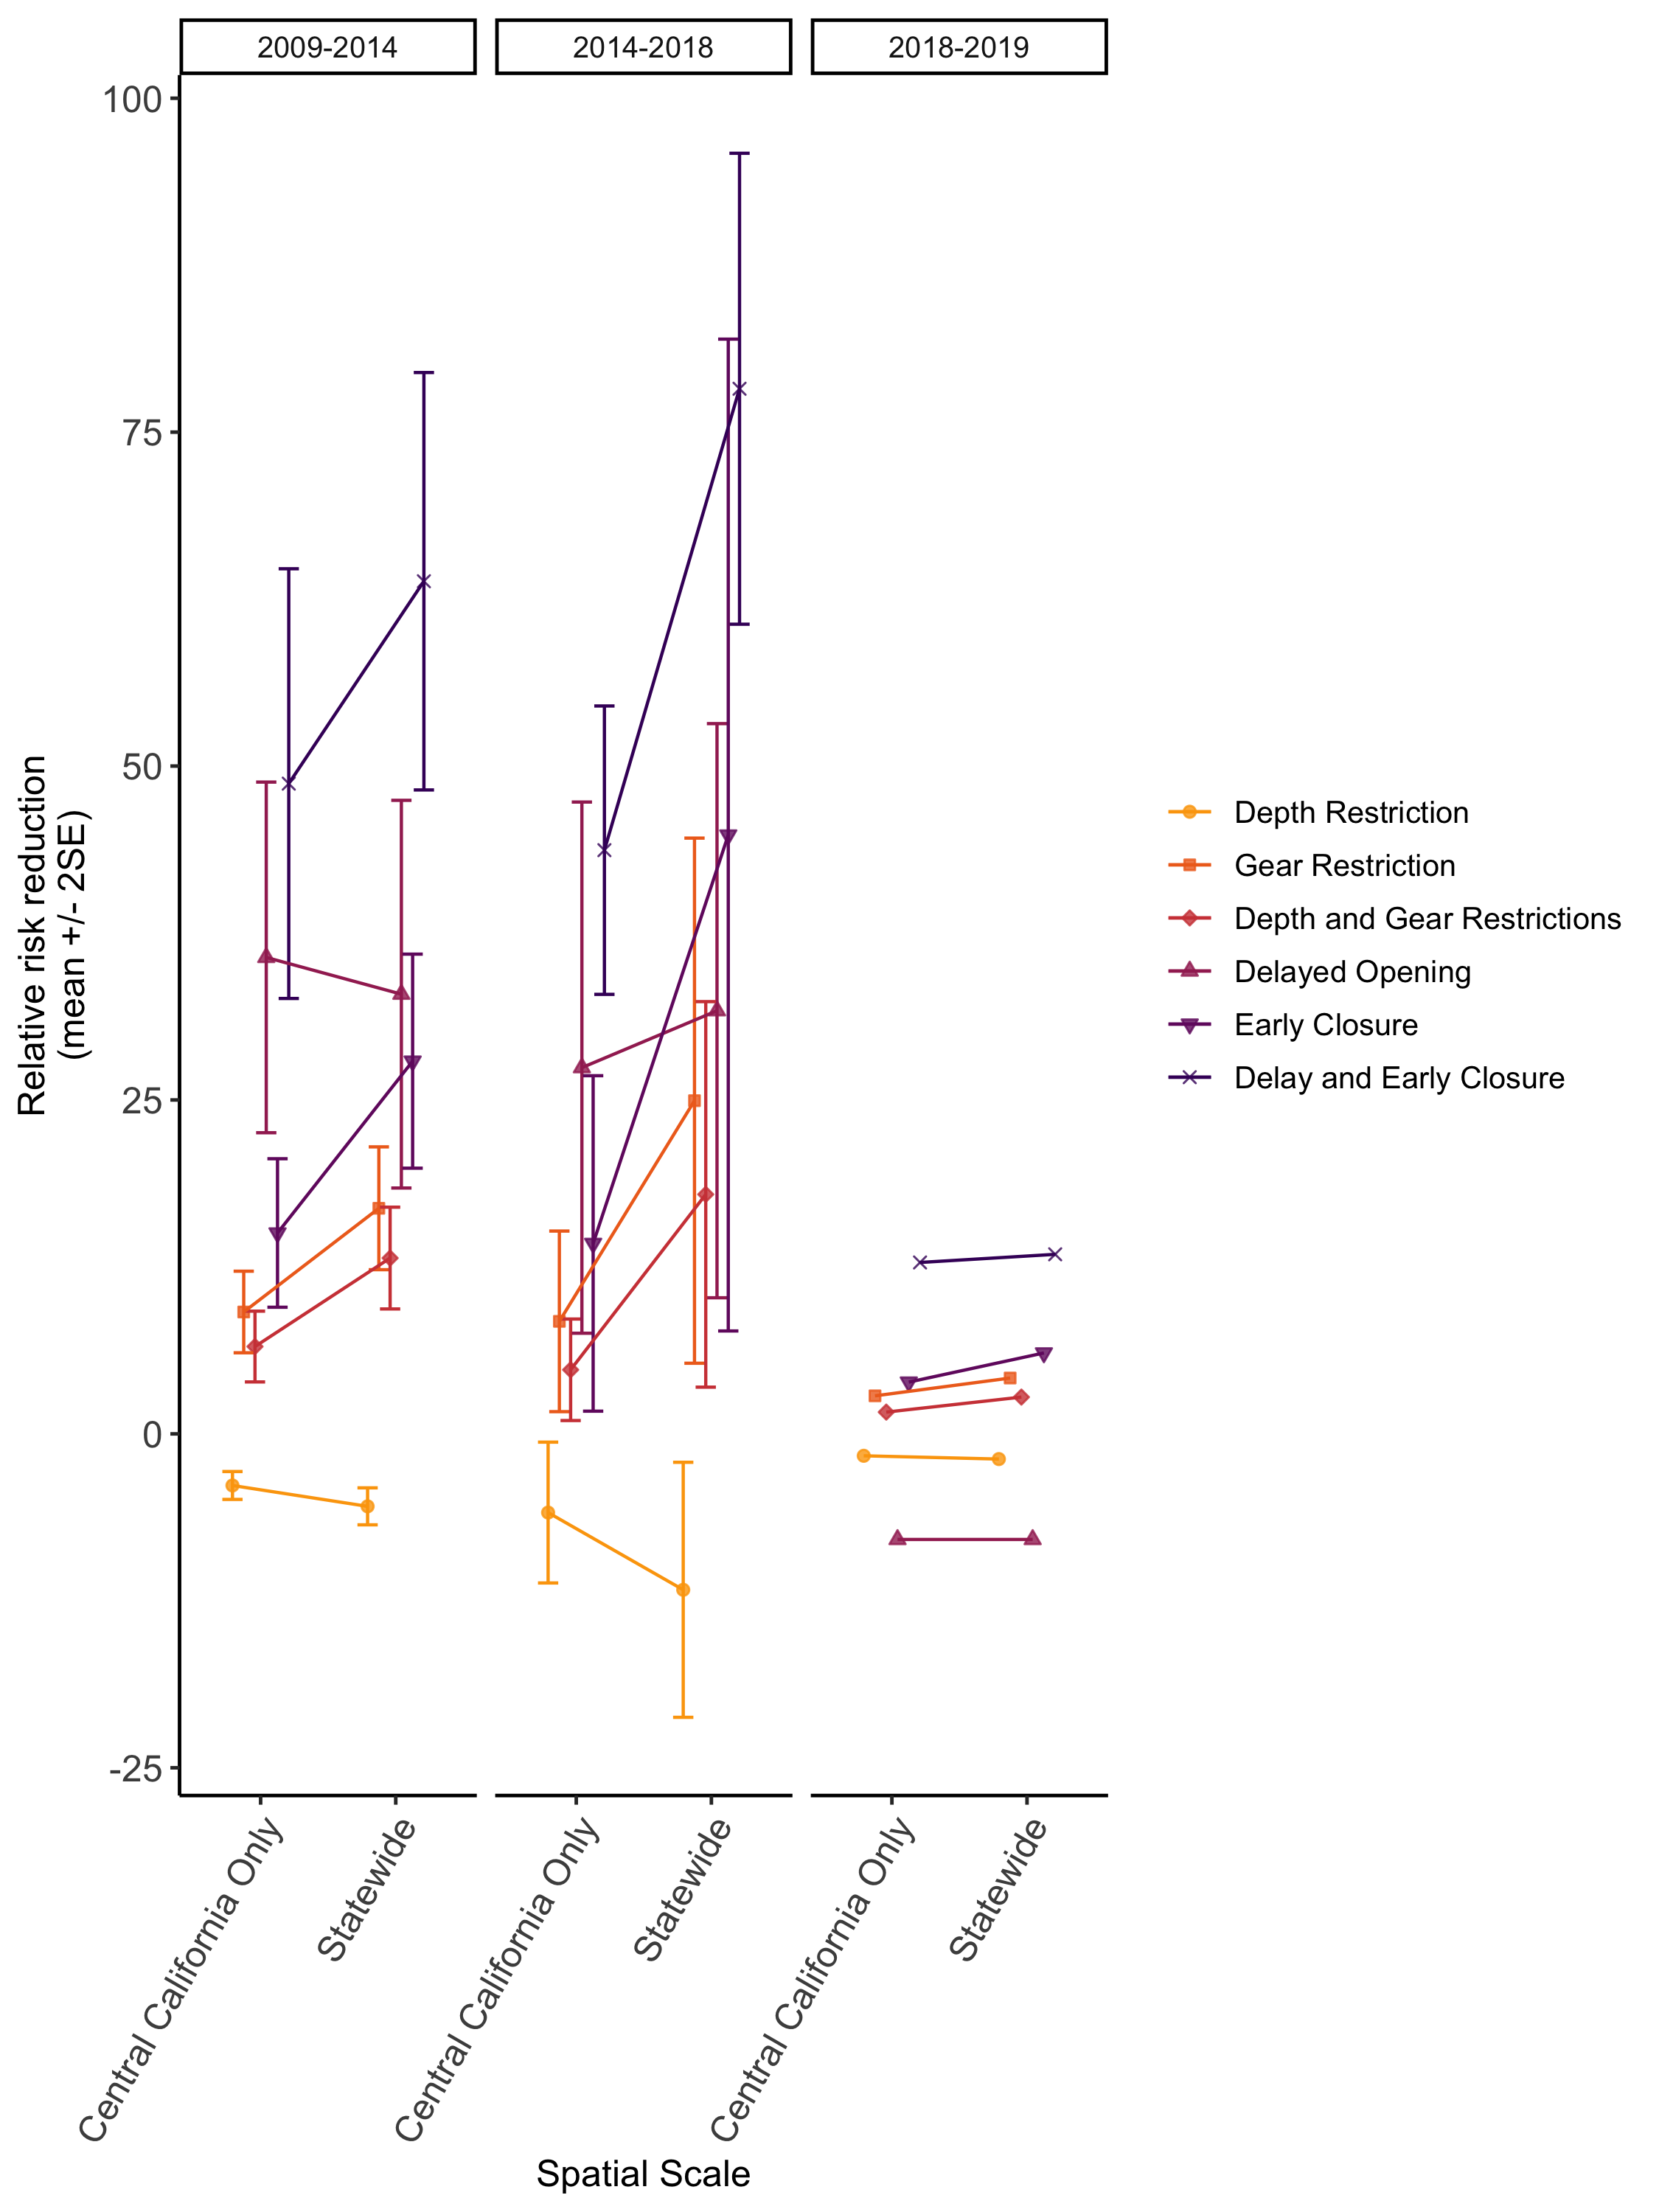 2009-2014
2014-2018
2018-2019
100
75
50
25
0
-25
Relative risk reduction
(mean +/- 2SE)
Depth Restriction
Gear Restriction
Depth and Gear Restrictions
Delayed Opening
Early Closure
Delay and Early Closure
Central California Only
Statewide
Central California Only
Statewide
Central California Only
Statewide
Spatial Scale